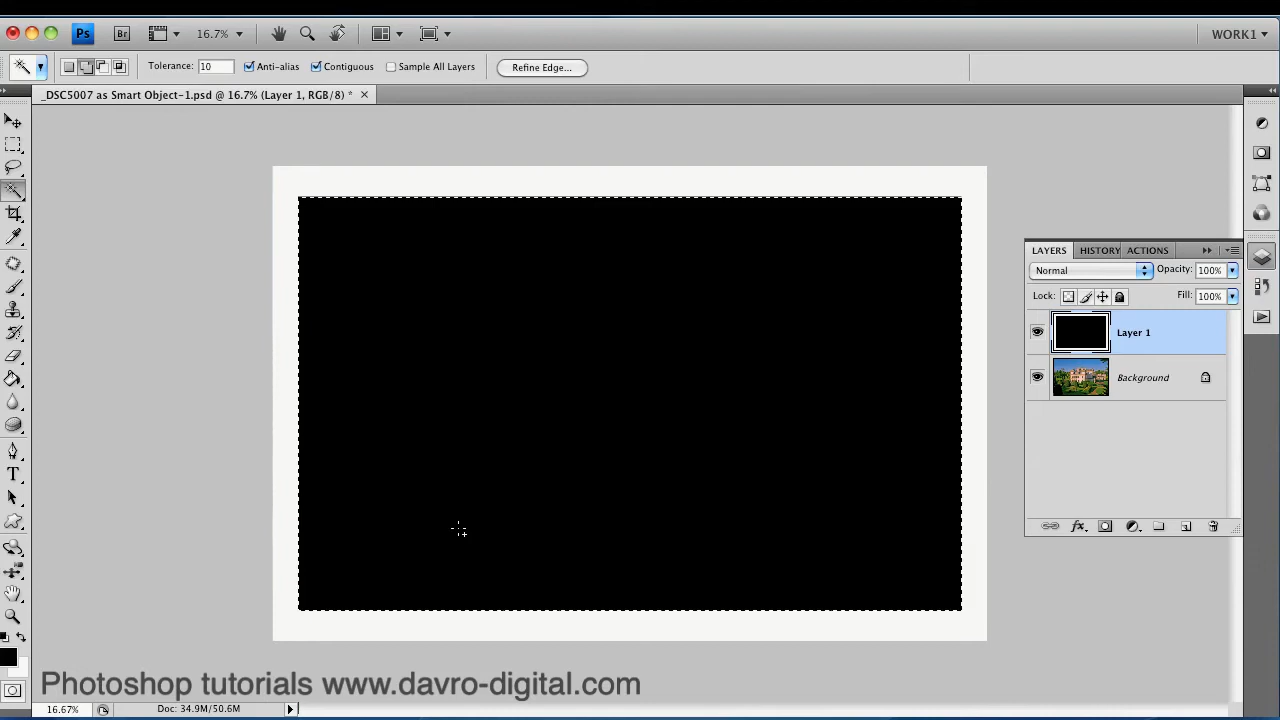 Ps Br 16.7% WORK1
Tolerance: 10 Anti-alias Contiguous Sample All Layers Refine Edge...
_DSC5007 as Smart Object-1.psd @ 16.7% (Layer 1, RGB/8) *
LAYERS HISTORY ACTIONS
Normal Opacity: 100%
Lock: Fill: 100%
Layer 1
Background
T
fx
Photoshop tutorials www.davro-digital.com
16.67% Doc: 34.9M/50.6M